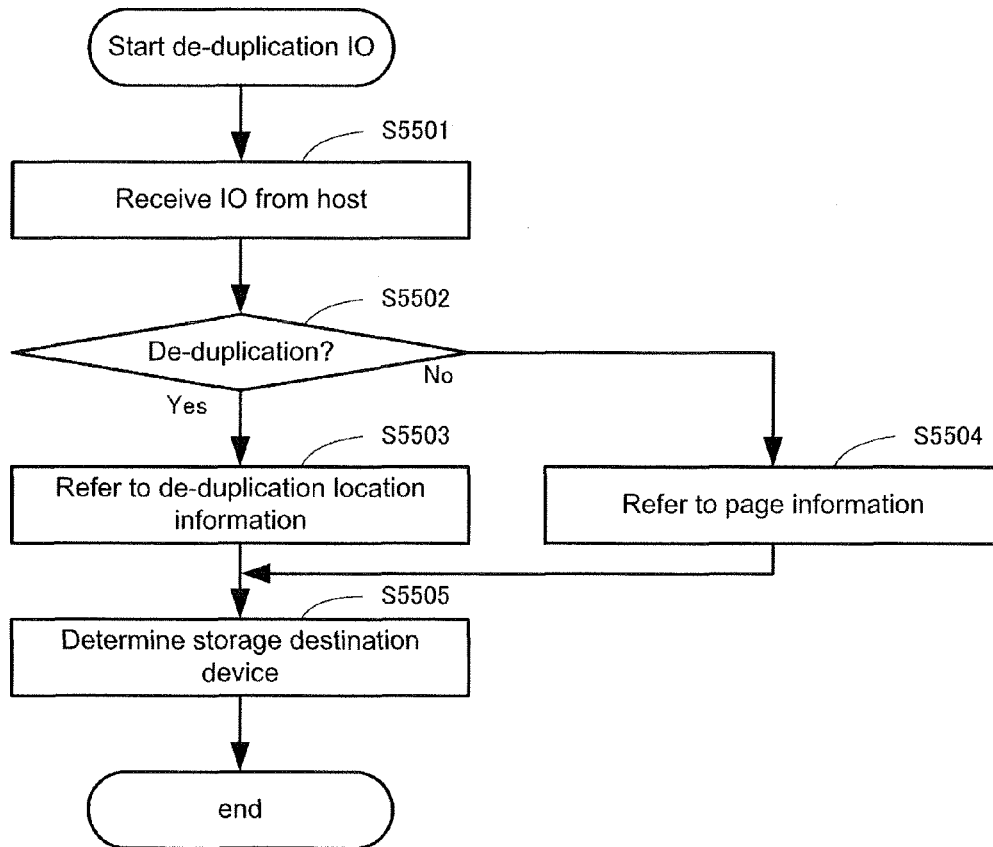 Start de-duplication IO
S5501
Receive IO from host
S5502
De-duplication?
No
Yes
S5503
S5504
Refer to de-duplication location
information
Refer to page information
S5505
Determine storage destination
device
end